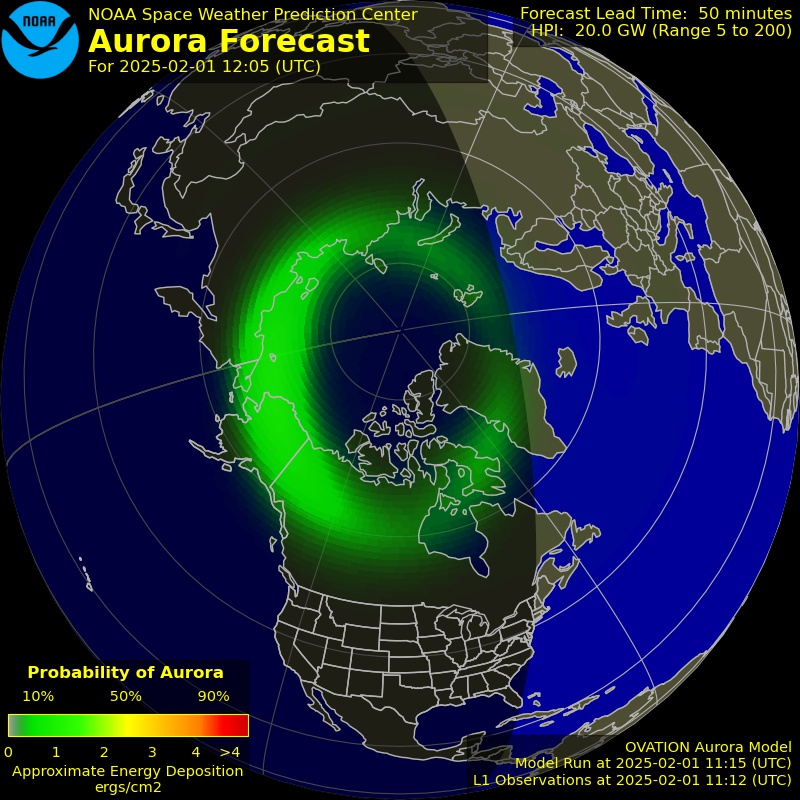 NOAA
NOAA Space Weather Prediction Center
Aurora Forecast
For 2025-02-01 12:05 (UTC)
Forecast Lead Time: 50 minutes
HPI: 20.0 GW (Range 5 to 200)
Probability of Aurora
10% 50% 90%
0 1 2 3 4 >4
Approximate Energy Deposition
ergs/cm2
OVATION Aurora Model
Model Run at 2025-02-01 11:15 (UTC)
L1 Observations at 2025-02-01 11:12 (UTC)